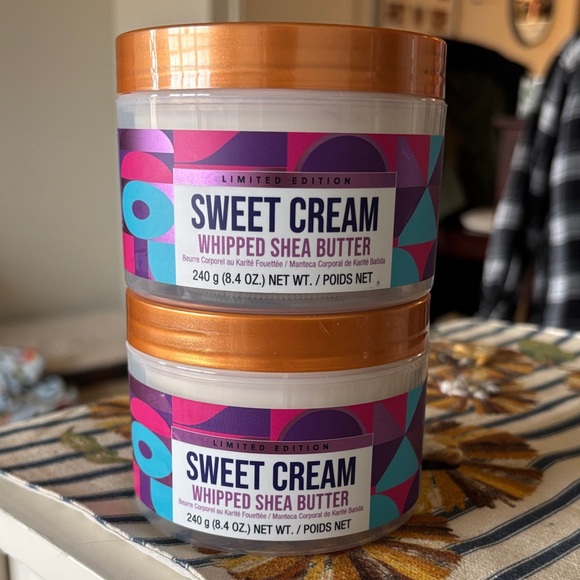 LIMITED EDITION
SWEET CREAM
WHIPPED SHEA BUTTER
Beurre Corporel au Karité Fouettée / Manteca Corporal de Karité Batida
240 g (8.4 OZ.) NET WT. / POIDS NET
LIMITED EDITION
SWEET CREAM
WHIPPED SHEA BUTTER
Beurre Corporel au Karité Fouettée / Manteca Corporal de Karité Batida
240 g (8.4 OZ.) NET WT. / POIDS NET